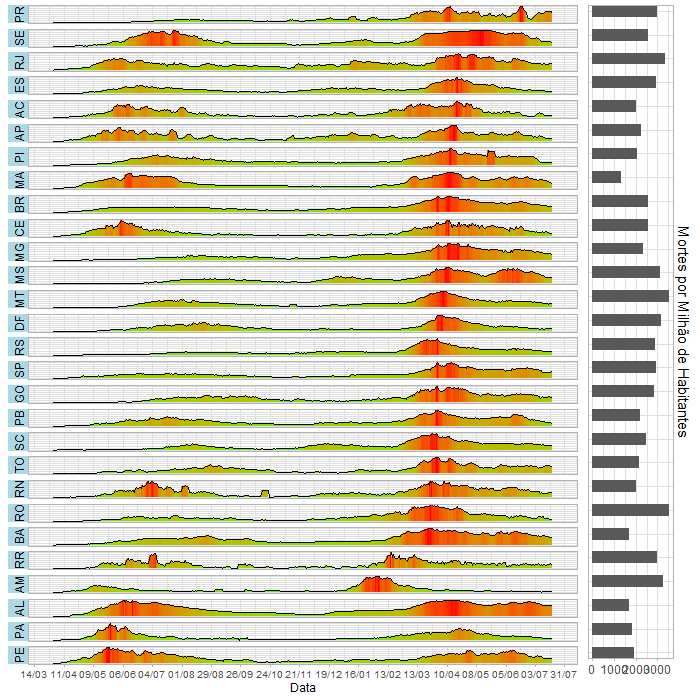 PR
SE
RJ
ES
AC
AP
PI
MA
BR
CE
MG
MS
MT
DF
RS
SP
GO
PB
SC
TO
RN
RO
BA
RR
AM
AL
PA
PE
14/03 11/04 09/05 06/06 04/07 01/08 29/08 26/09 24/10 21/11 19/12 16/01 13/02 13/03 10/04 08/05 05/06 03/07 31/07
Data
0 1000 2000 3000
Mortes por Milhão de Habitantes